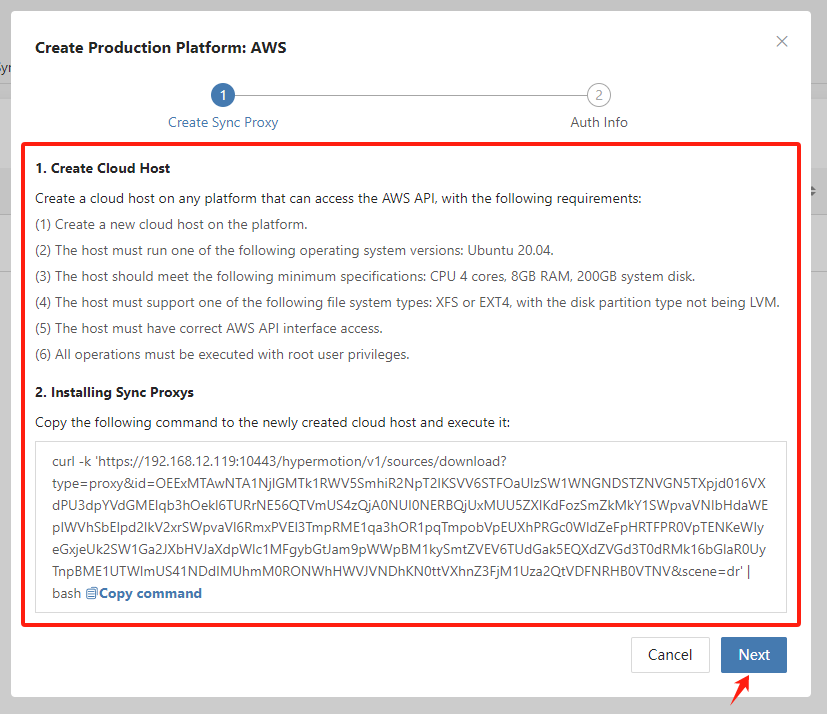 Create Production Platform: AWS
1
2
Create Sync Proxy
Auth Info
1. Create Cloud Host
Create a cloud host on any platform that can access the AWS API, with the following requirements:
(1) Create a new cloud host on the platform.
(2) The host must run one of the following operating system versions: Ubuntu 20.04.
(3) The host should meet the following minimum specifications: CPU 4 cores, 8GB RAM, 200GB system disk.
(4) The host must support one of the following file system types: XFS or EXT4, with the disk partition type not being LVM.
(5) The host must have correct AWS API interface access.
(6) All operations must be executed with root user privileges.
2. Installing Sync Proxys
Copy the following command to the newly created cloud host and execute it:
curl -k 'https://192.168.12.119:10443/hypermotion/v1/sources/download?
bash Copy command
Cancel
Next